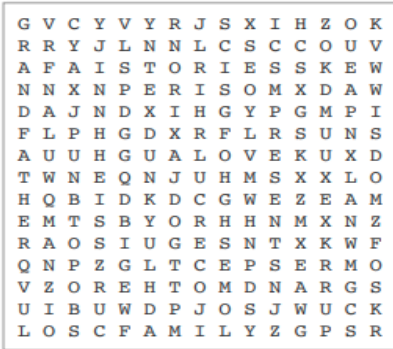 G V C Y V Y R J S X I H Z O K
R R Y J L N N L C S C C O U V
A F A I S T O R I E S S K E W
N N X N P E R I S O M X D A W
D A J N D X I H G Y P G M P I
F L P H G D X R F L R S U N S
A U U H G U A L O V E K U X D
T W N E Q N J U H M S X X L O
H Q B I D K D C G W E Z E A M
E M T S B Y O R H H N M X N Z
R A O S I U G E S N T X K W F
Q N P Z G L T C E P S E R M O
V Z O R E H T O M D N A R G S
U I B U W D P J O S J W U C K
L O S C F A M I L Y Z G P S R